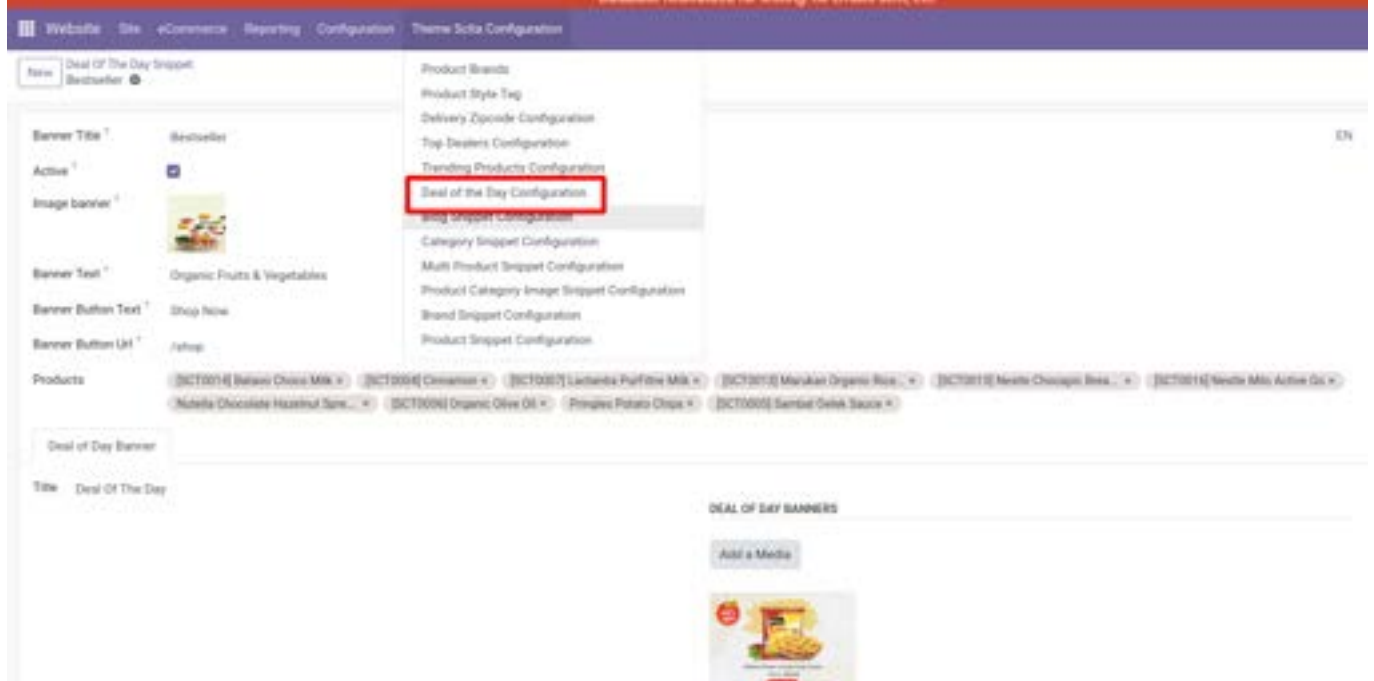 Website Site eCommerce Reporting Configuration Theme Scita Configuration
New Deal Of The Day Snippet
Bestseller
Product Brands
Product Style Tag
Delivery Zipcode Configuration
Top Dealers Configuration
Trending Products Configuration
Deal of the Day Configuration
Blog Snippet Configuration
Category Snippet Configuration
Multi Product Snippet Configuration
Product Category Image Snippet Configuration
Brand Snippet Configuration
Product Snippet Configuration
Banner Title ? Bestseller EN
Active ?
Image banner ?
Banner Text ? Organic Fruits & Vegetables
Banner Button Text ? Shop Now
Banner Button Url ? /shop
Products [SCT0014] Choco Milk × [SCT0004] Cinnamon × [SCT0007] Lactantia PurFiltre Milk × [SCT0013] Marukan Organic Rice... × [SCT0015] Nestle Chocapic Brea... × [SCT0016] Nestle Milo Active Go ×
Nutella Chocolate Hazelnut Spre... × [SCT0006] Organic Olive Oil × Pringles Potato Chips × [SCT0005] Sambal Oelek Sauce ×
Deal of Day Banner
Title Deal Of The Day
DEAL OF DAY BANNERS
Add a Media